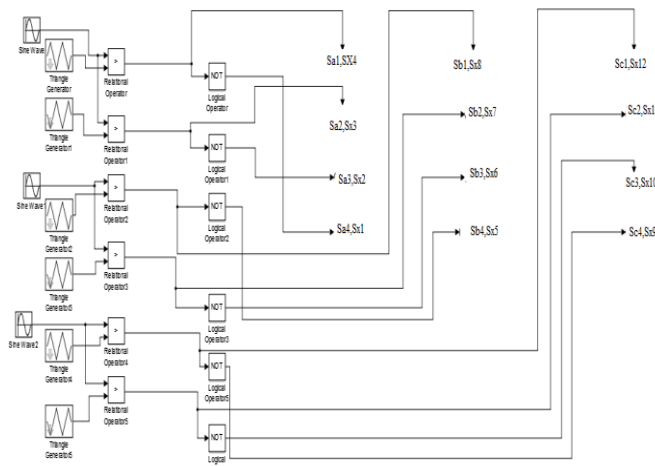 Sine Wave
Triangle
Generator
>
Relational
Operator
NOT
Logical
Operator
Sa1,SX4
Sb1,Sx8
Sc1,Sx12
Triangle
Generator1
>
Relational
Operator1
NOT
Logical
Operator1
Sa2,Sx3
Sb2,Sx7
Sc2,Sx1
Sa3,Sx2
Sb3,Sx6
Sc3,Sx10
Sine Wave1
Triangle
Generator2
>
Relational
Operator2
NOT
Logical
Operator2
Sa4,Sx1
Sb4,Sx5
Sc4,Sx9
Triangle
Generator3
>
Relational
Operator3
NOT
Logical
Operator3
Sine Wave2
Triangle
Generator4
>
Relational
Operator4
NOT
Logical
Operator5
Triangle
Generator5
>
Relational
Operator5
NOT
Logical